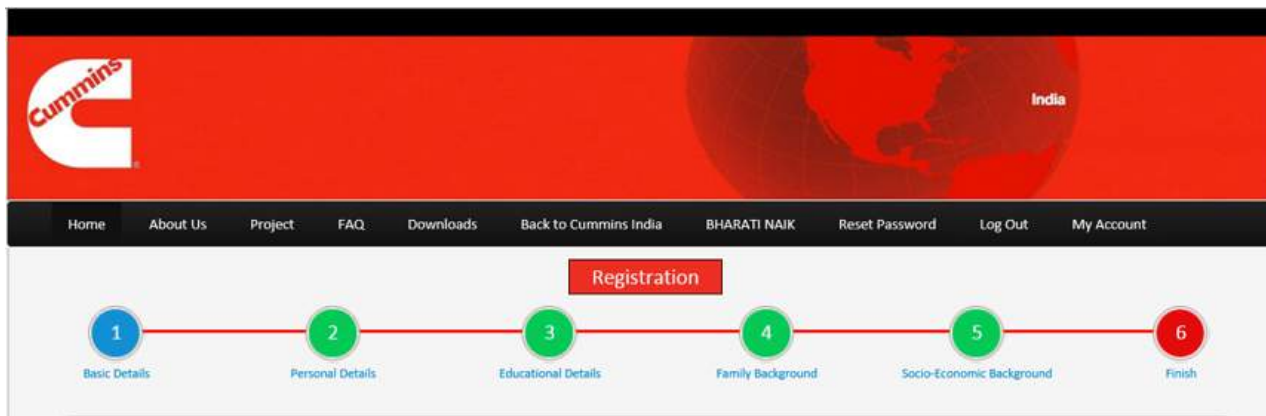 Cummins
India
Home About Us Project FAQ Downloads Back to Cummins India BHARATI NAIK Reset Password Log Out My Account
Registration
1 2 3 4 5 6
Basic Details Personal Details Educational Details Family Background Socio-Economic Background Finish